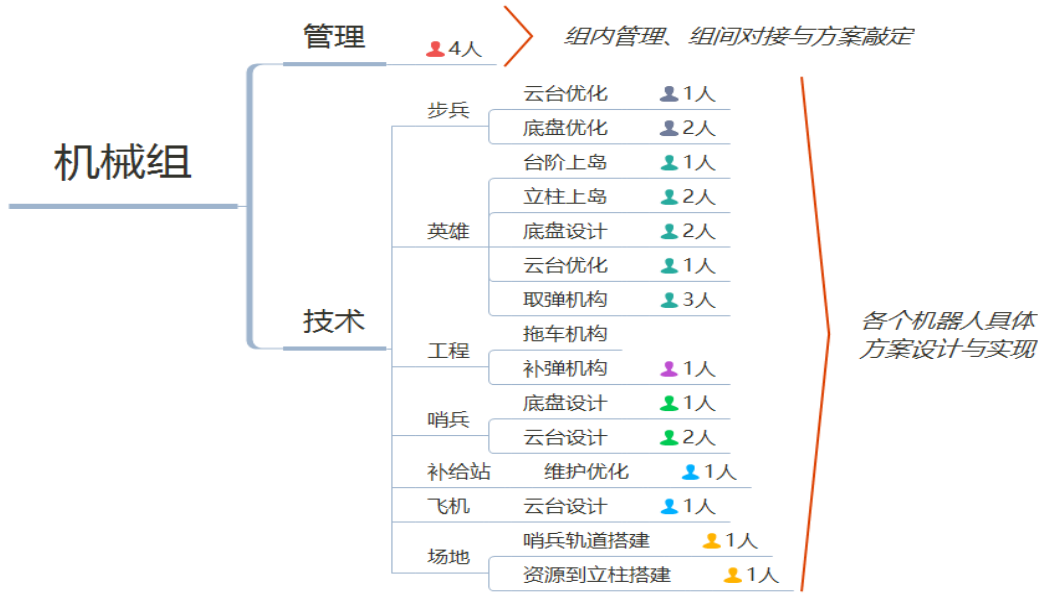 管理
4人
组内管理、组间对接与方案敲定
机械组
技术
步兵
云台优化 1人
底盘优化 2人
英雄
台阶上岛 1人
立柱上岛 2人
底盘设计 2人
云台优化 1人
取弹机构 3人
工程
拖车机构
补弹机构 1人
哨兵
底盘设计 1人
云台设计 2人
补给站 维护优化 1人
飞机 云台设计 1人
场地
哨兵轨道搭建 1人
资源到立柱搭建 1人
各个机器人具体
方案设计与实现